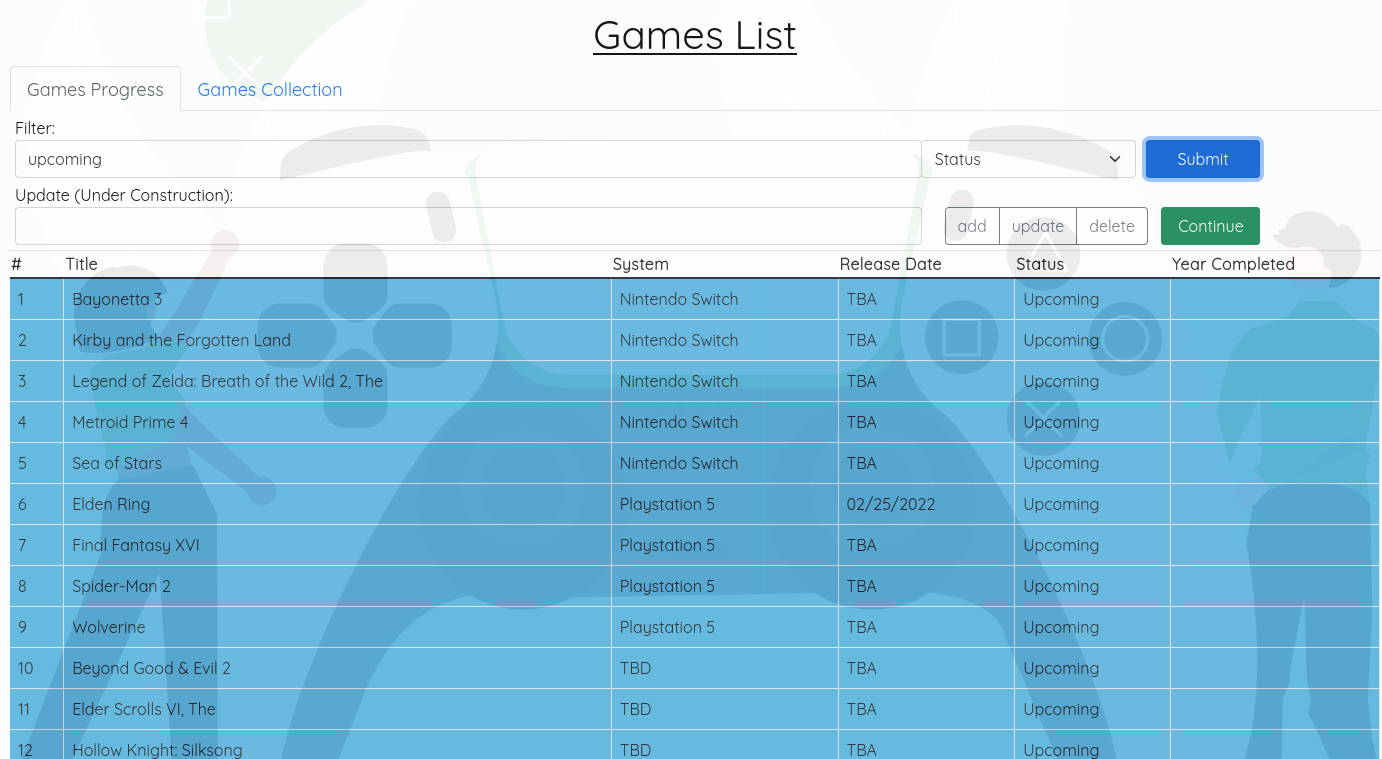 Games List
Games Progress Games Collection
Filter:
upcoming Status Submit
Update (Under Construction):
add update delete Continue
# Title System Release Date Status Year Completed
1 Bayonetta 3 Nintendo Switch TBA Upcoming
2 Kirby and the Forgotten Land Nintendo Switch TBA Upcoming
3 Legend of Zelda: Breath of the Wild 2, The Nintendo Switch TBA Upcoming
4 Metroid Prime 4 Nintendo Switch TBA Upcoming
5 Sea of Stars Nintendo Switch TBA Upcoming
6 Elden Ring Playstation 5 02/25/2022 Upcoming
7 Final Fantasy XVI Playstation 5 TBA Upcoming
8 Spider-Man 2 Playstation 5 TBA Upcoming
9 Wolverine Playstation 5 TBA Upcoming
10 Beyond Good & Evil 2 TBD TBA Upcoming
11 Elder Scrolls VI, The TBD TBA Upcoming
12 Hollow Knight: Silksong TBD TBA Upcoming